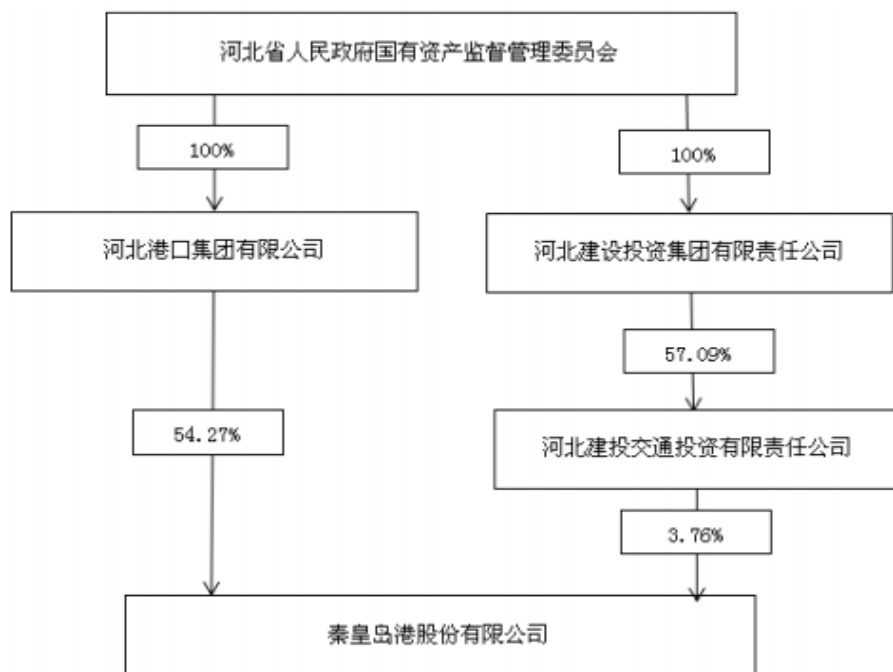 河北省人民政府国有资产监督管理委员会
100%
100%
河北港口集团有限公司
河北建设投资集团有限责任公司
57.09%
54.27%
河北建投交通投资有限责任公司
3.76%
秦皇岛港股份有限公司